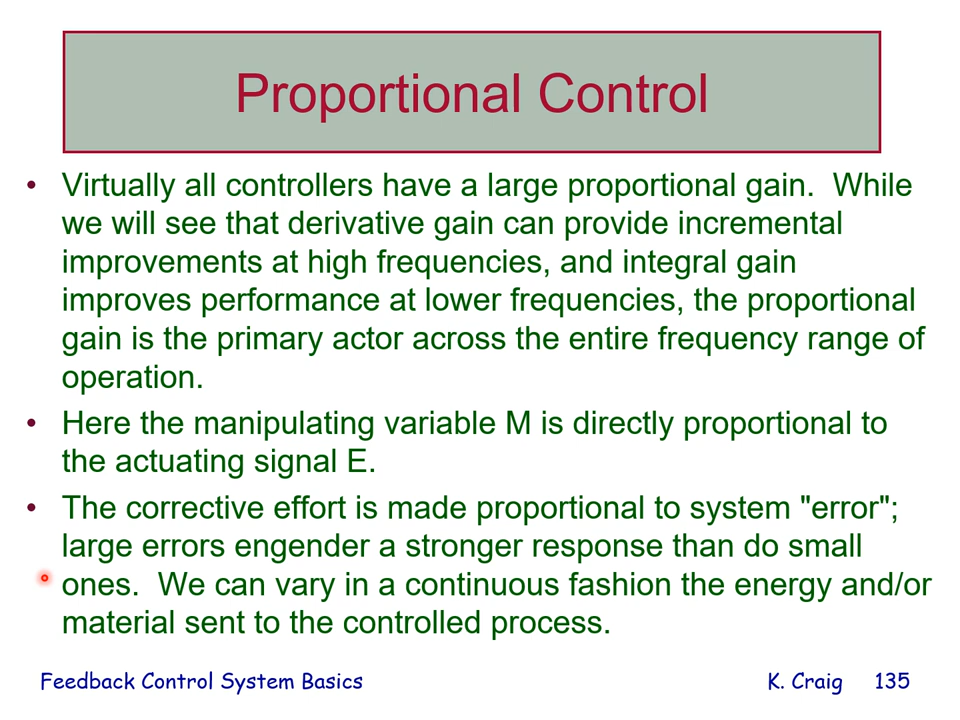 Proportional Control
• Virtually all controllers have a large proportional gain.  While
we will see that derivative gain can provide incremental
improvements at high frequencies, and integral gain
improves performance at lower frequencies, the proportional
gain is the primary actor across the entire frequency range of
operation.
• Here the manipulating variable M is directly proportional to
the actuating signal E.
• The corrective effort is made proportional to system "error";
large errors engender a stronger response than do small
ones.  We can vary in a continuous fashion the energy and/or
material sent to the controlled process.
Feedback Control System Basics K. Craig 135